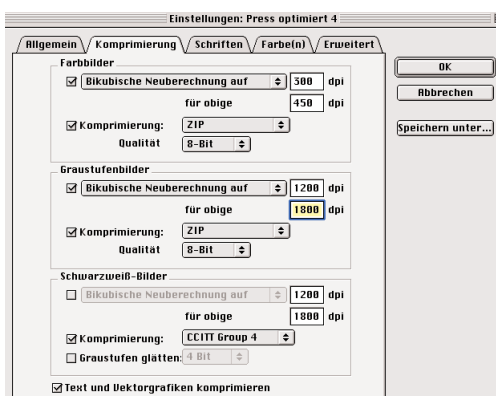 Einstellungen: Press optimiert 4
Allgemein Komprimierung Schriften Farbe(n) Erweitert
Farbbilder
Bikubische Neuberechnung auf 300 dpi
für obige 450 dpi
Komprimierung: ZIP
Qualität 8-Bit
Graustufenbilder
Bikubische Neuberechnung auf 1200 dpi
für obige 1800 dpi
Komprimierung: ZIP
Qualität 8-Bit
Schwarzweiß-Bilder
Bikubische Neuberechnung auf 1200 dpi
für obige 1800 dpi
Komprimierung: CCITT Group 4
Graustufen glätten: 4 Bit
Text und Vektorgrafiken komprimieren
OK
Abbrechen
Speichern unter...